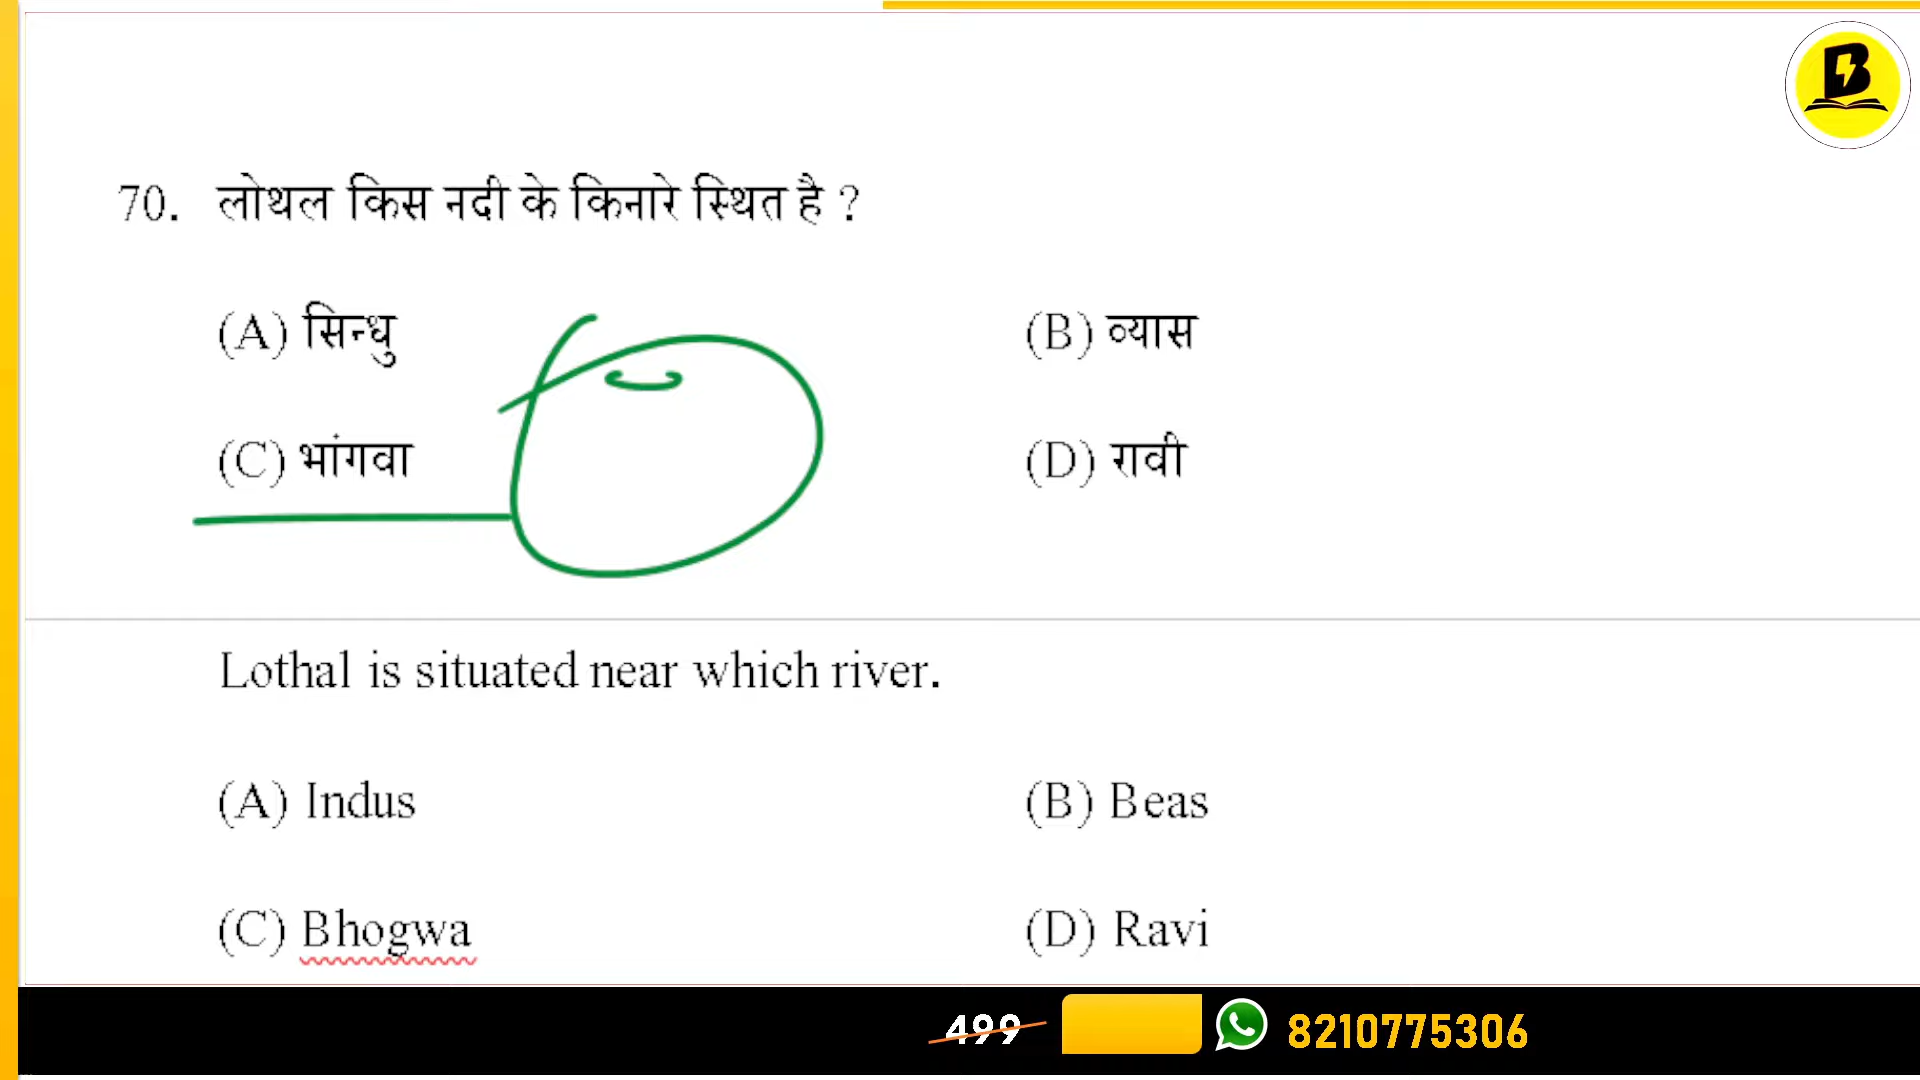 70. लोथल किस नदी के किनारे स्थित है ?
(A) सिन्धु (B) व्यास
(C) भांगवा (D) रावी
Lothal is situated near which river.
(A) Indus (B) Beas
(C) Bhogwa (D) Ravi
499 8210775306